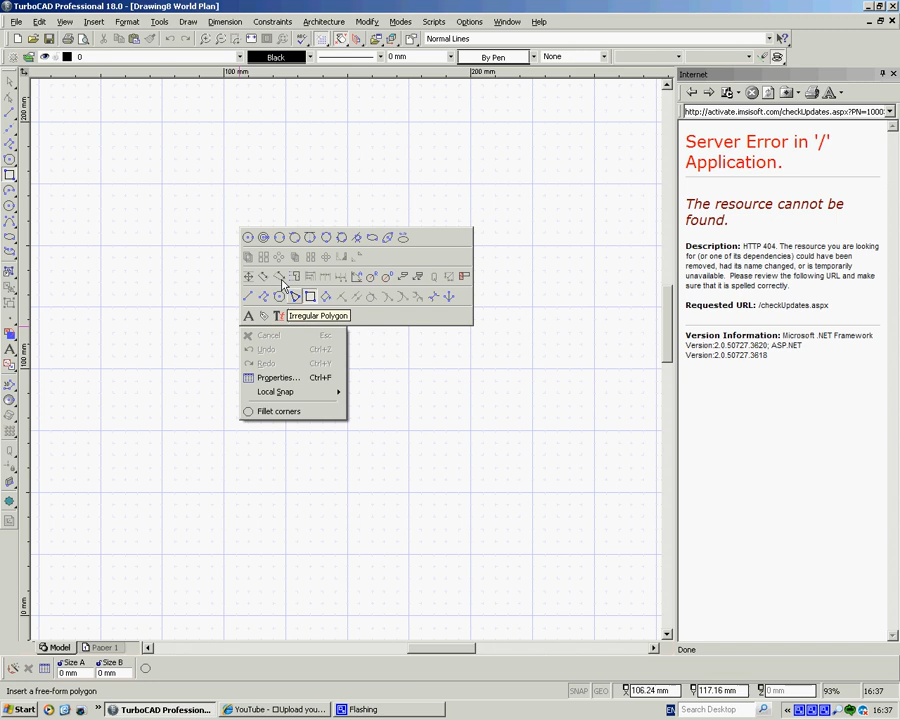 TurboCAD Professional 18.0 - [Drawing8 World Plan]
File Edit View Insert Format Tools Draw Dimension Constraints Architecture Modify Modes Scripts Options Window Help
Normal Lines
0 Black 0 mm By Pen None
100 mm 200 mm
200 mm
100 mm
0 mm
Irregular Polygon
Cancel Esc
Undo Ctrl+Z
Redo Ctrl+Y
Properties... Ctrl+F
Local Snap
Fillet corners
Internet
http://activate.imsisoft.com/checkUpdates.aspx?PN=1000
Server Error in '/'
Application.
The resource cannot be
found.
Description: HTTP 404. The resource you are looking
for (or one of its dependencies) could have been
removed, had its name changed, or is temporarily
unavailable. Please review the following URL and make
sure that it is spelled correctly.
Requested URL: /checkUpdates.aspx
Version Information: Microsoft .NET Framework
Version:2.0.50727.3620; ASP.NET
Version:2.0.50727.3618
Done
Model Paper 1
Size A Size B
0 mm 0 mm
Insert a free-form polygon
SNAP GEO 106.24 mm 117.16 mm 0 mm 93% 16:37
Start TurboCAD Profession... YouTube - Upload you... Flashing EN Search Desktop 16:37